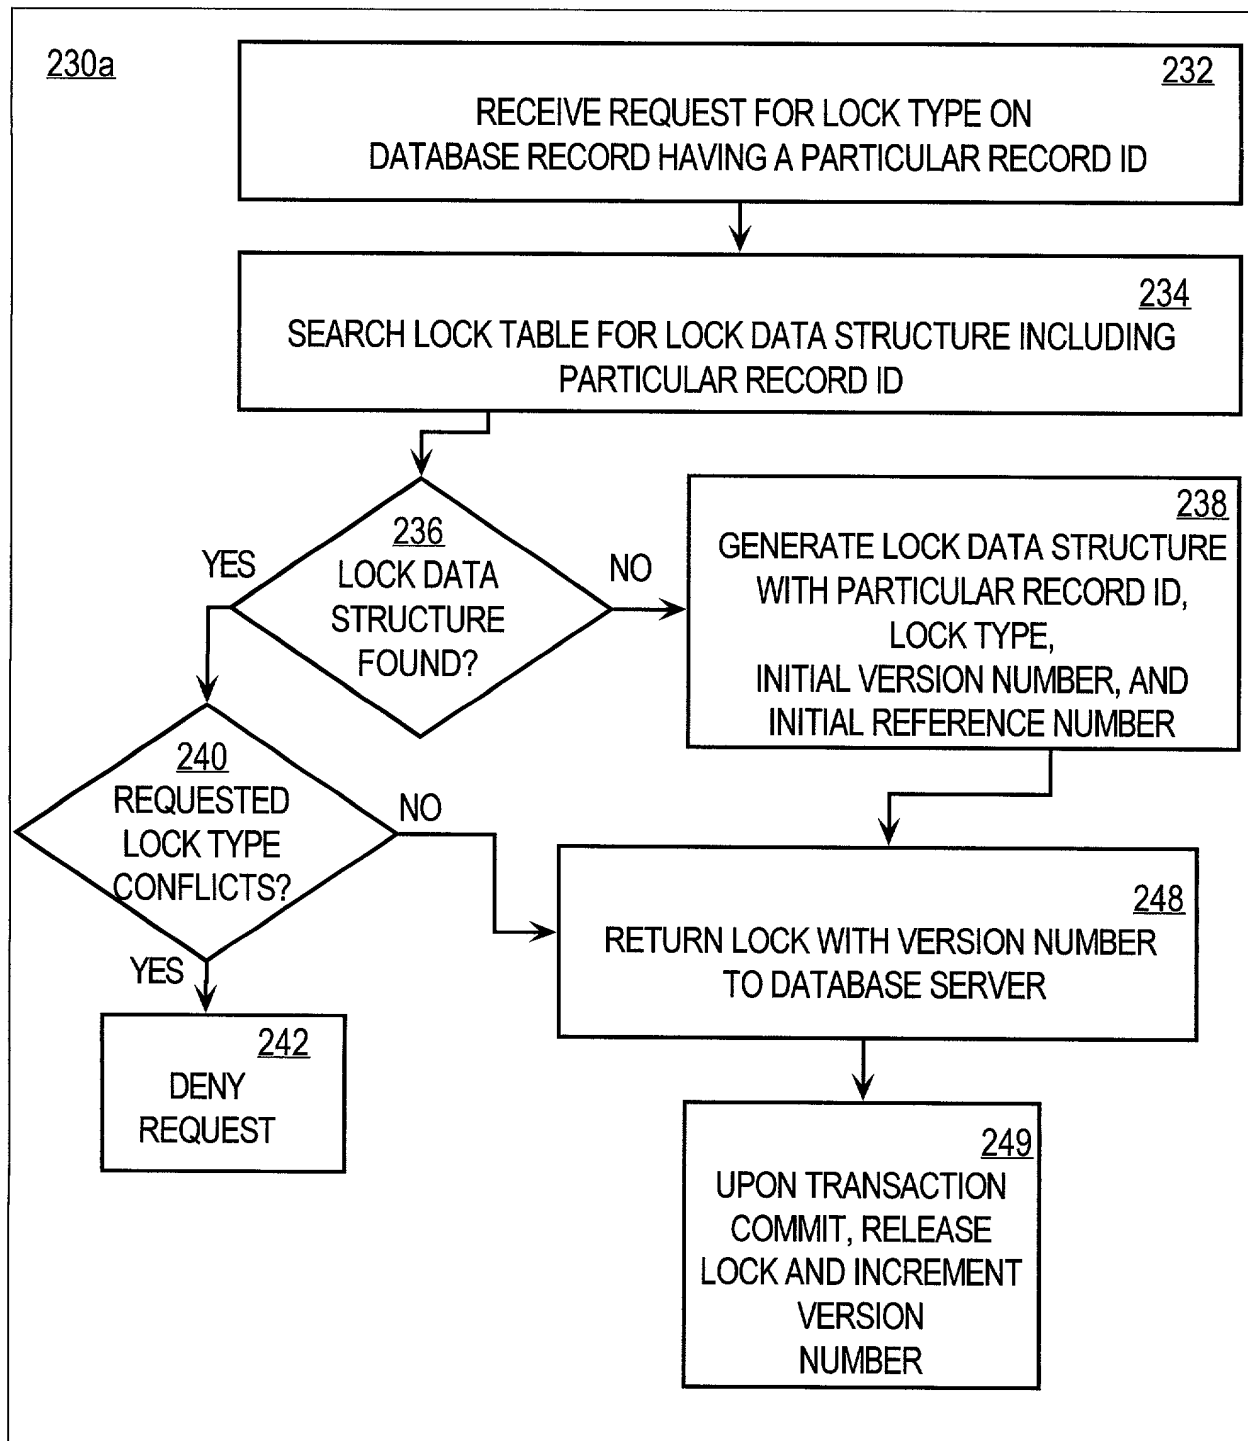 230a
232
RECEIVE REQUEST FOR LOCK TYPE ON
DATABASE RECORD HAVING A PARTICULAR RECORD ID
234
SEARCH LOCK TABLE FOR LOCK DATA STRUCTURE INCLUDING
PARTICULAR RECORD ID
236
LOCK DATA
STRUCTURE
FOUND?
YES
NO
238
GENERATE LOCK DATA STRUCTURE
WITH PARTICULAR RECORD ID,
LOCK TYPE,
INITIAL VERSION NUMBER, AND
INITIAL REFERENCE NUMBER
240
REQUESTED
LOCK TYPE
CONFLICTS?
NO
YES
248
RETURN LOCK WITH VERSION NUMBER
TO DATABASE SERVER
242
DENY
REQUEST
249
UPON TRANSACTION
COMMIT, RELEASE
LOCK AND INCREMENT
VERSION
NUMBER